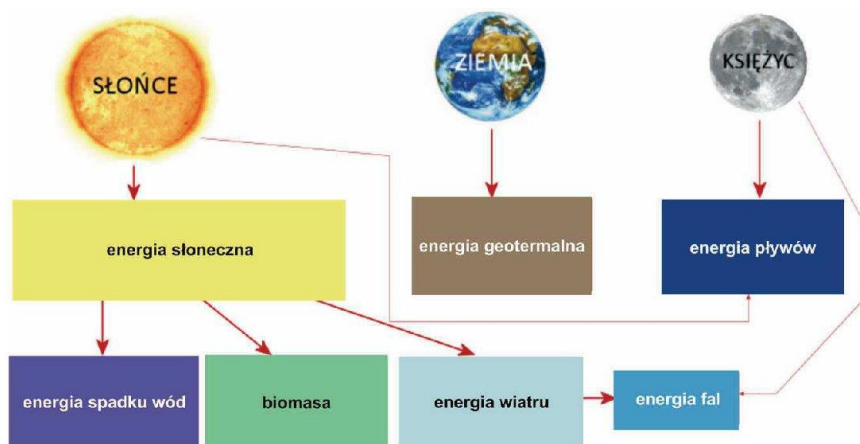 SŁOŃCE
ZIEMIA
KSIĘŻYC
energia słoneczna
energia geotermalna
energia pływów
energia spadku wód
biomasa
energia wiatru
energia fal